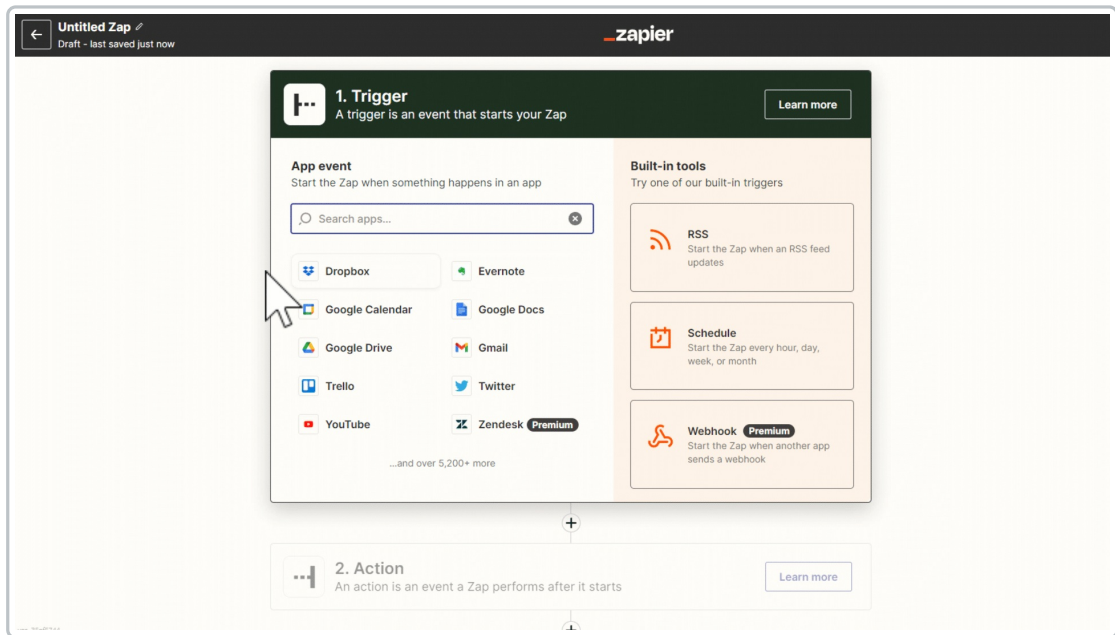 Untitled Zap
Draft - last saved just now
zapier
1. Trigger
A trigger is an event that starts your Zap
Learn more
App event
Start the Zap when something happens in an app
Search apps...
Dropbox
Evernote
Google Calendar
Google Docs
Google Drive
Gmail
Trello
Twitter
YouTube
Zendesk Premium
...and over 5,200+ more
Built-in tools
Try one of our built-in triggers
RSS
Start the Zap when an RSS feed
updates
Schedule
Start the Zap every hour, day,
week, or month
Webhook Premium
Start the Zap when another app
sends a webhook
2. Action
An action is an event a Zap performs after it starts
Learn more